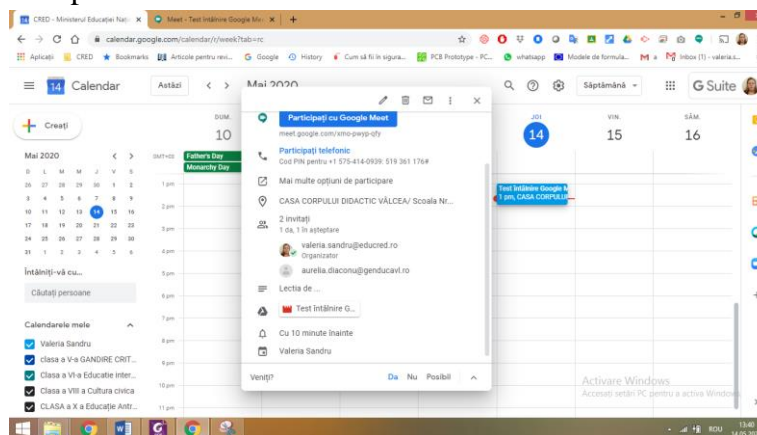 CRED - Ministerul Educației Naț
Meet - Test Întâlnire Google Me
calendar.google.com/calendar/r/week?tab=rc
Aplicații
CRED
Bookmarks
Articole pentru revi...
Google
History
Cum să fii în sigura...
PCB Prototype - PC...
whatsapp
Modele de formula...
a
Inbox (1) - valeria.s...
14 Calendar
Astăzi
Mai 2020
Săptămână
G Suite
Creați
Mai 2020
D L M M J V S
26 27 28 29 30 1 2
3 4 5 6 7 8 9
10 11 12 13 14 15 16
17 18 19 20 21 22 23
24 25 26 27 28 29 30
31 1 2 3 4 5 6
Întâlniți-vă cu...
Căutați persoane
Calendarele mele
Valeria Sandru
clasa a V-a GANDIRE CRIT...
Clasa a VI-a Educatie inter...
Clasa a VIII a Cultura civica
CLASA a X a Educație Antr...
DUM.
10
GMT+03
Father's Day
Monarchy Day
1 pm
2 pm
3 pm
4 pm
5 pm
6 pm
7 pm
8 pm
9 pm
10 pm
11 pm
Participați cu Google Meet
meet.google.com/xmo-pwyp-qfy
Participați telefonic
Cod PIN pentru +1 575-414-0939: 519 361 176#
Mai multe opțiuni de participare
CASA CORPULUI DIDACTIC VÂLCEA/ Scoala Nr...
2 invitați
1 da, 1 în așteptare
valeria.sandru@educred.ro
Organizator
aurelia.diaconu@genducavl.ro
Lectia de ...
Test întâlnire G...
Cu 10 minute înainte
Valeria Sandru
Veniți?
Da
Nu
Posibil
JOI
14
VIN.
15
SÂM.
16
Test Întâlnire Google M
1 pm, CASA CORPULU
Activare Windows
Accesați setări PC pentru a activa Windows
ROU
13:40
14.05.20